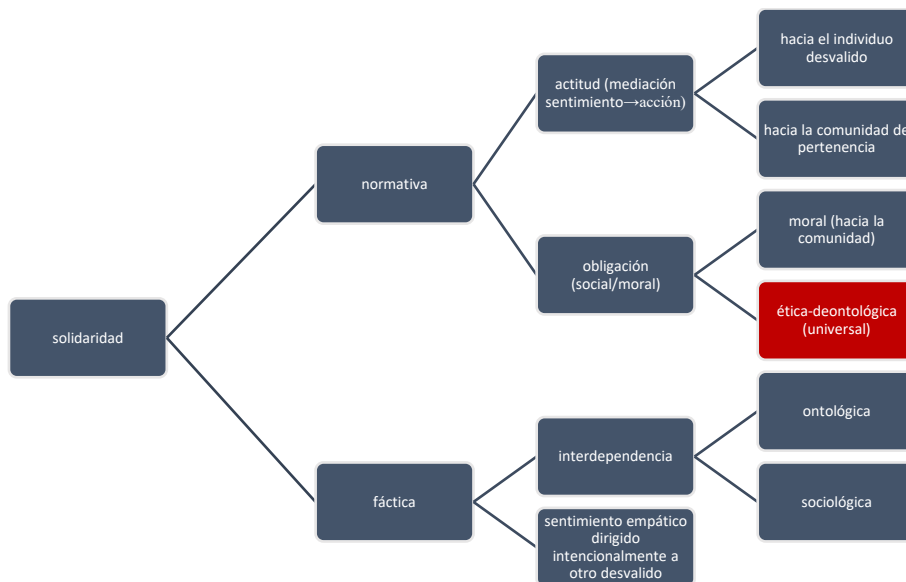 solidaridad
normativa
actitud (mediación
sentimiento→acción)
hacia el individuo
desvalido
hacia la comunidad de
pertenencia
obligación
(social/moral)
moral (hacia la
comunidad)
ética-deontológica
(universal)
fáctica
interdependencia
ontológica
sociológica
sentimiento empático
dirigido
intencionalmente a
otro desvalido